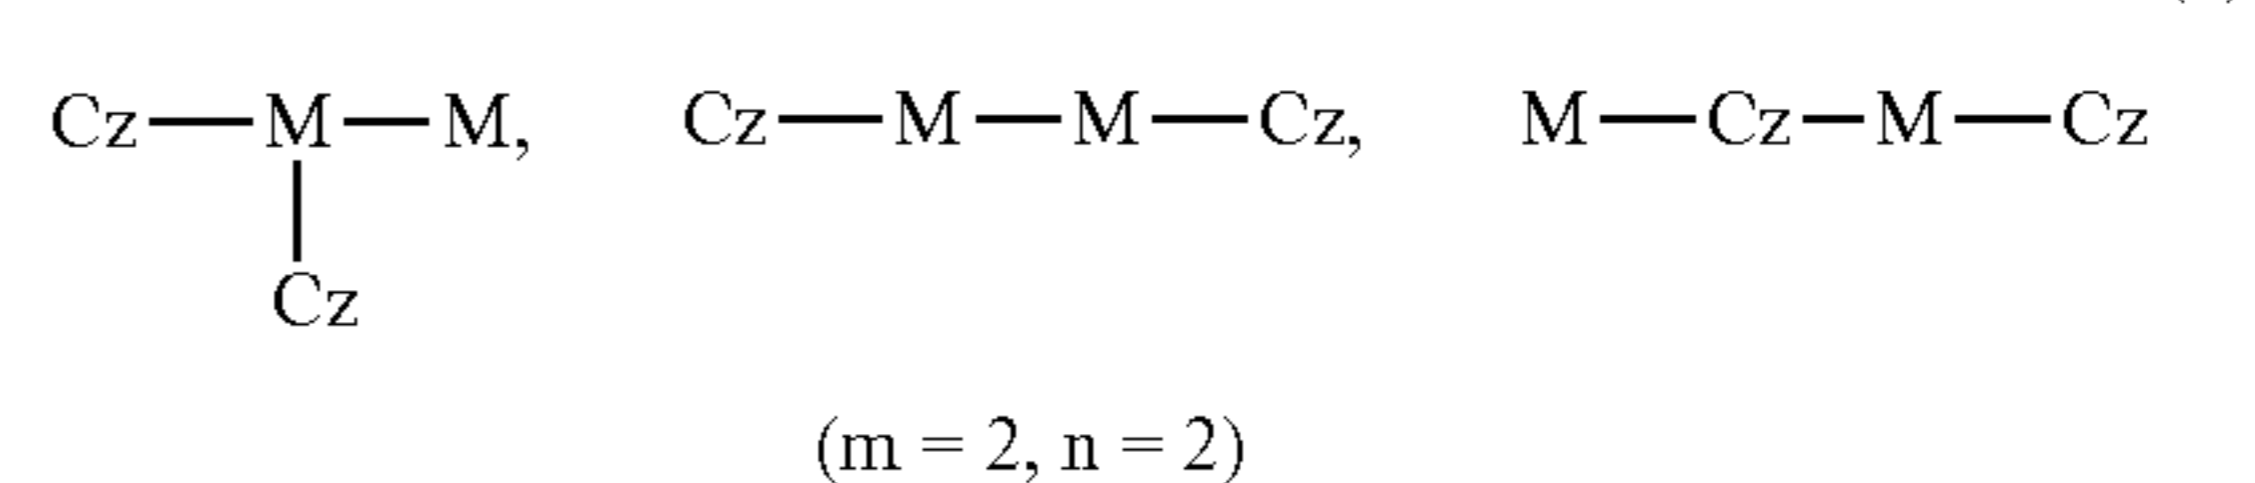 Cz—M—M, Cz—M—M—Cz, M—Cz—M—Cz
Cz
(m = 2, n = 2)